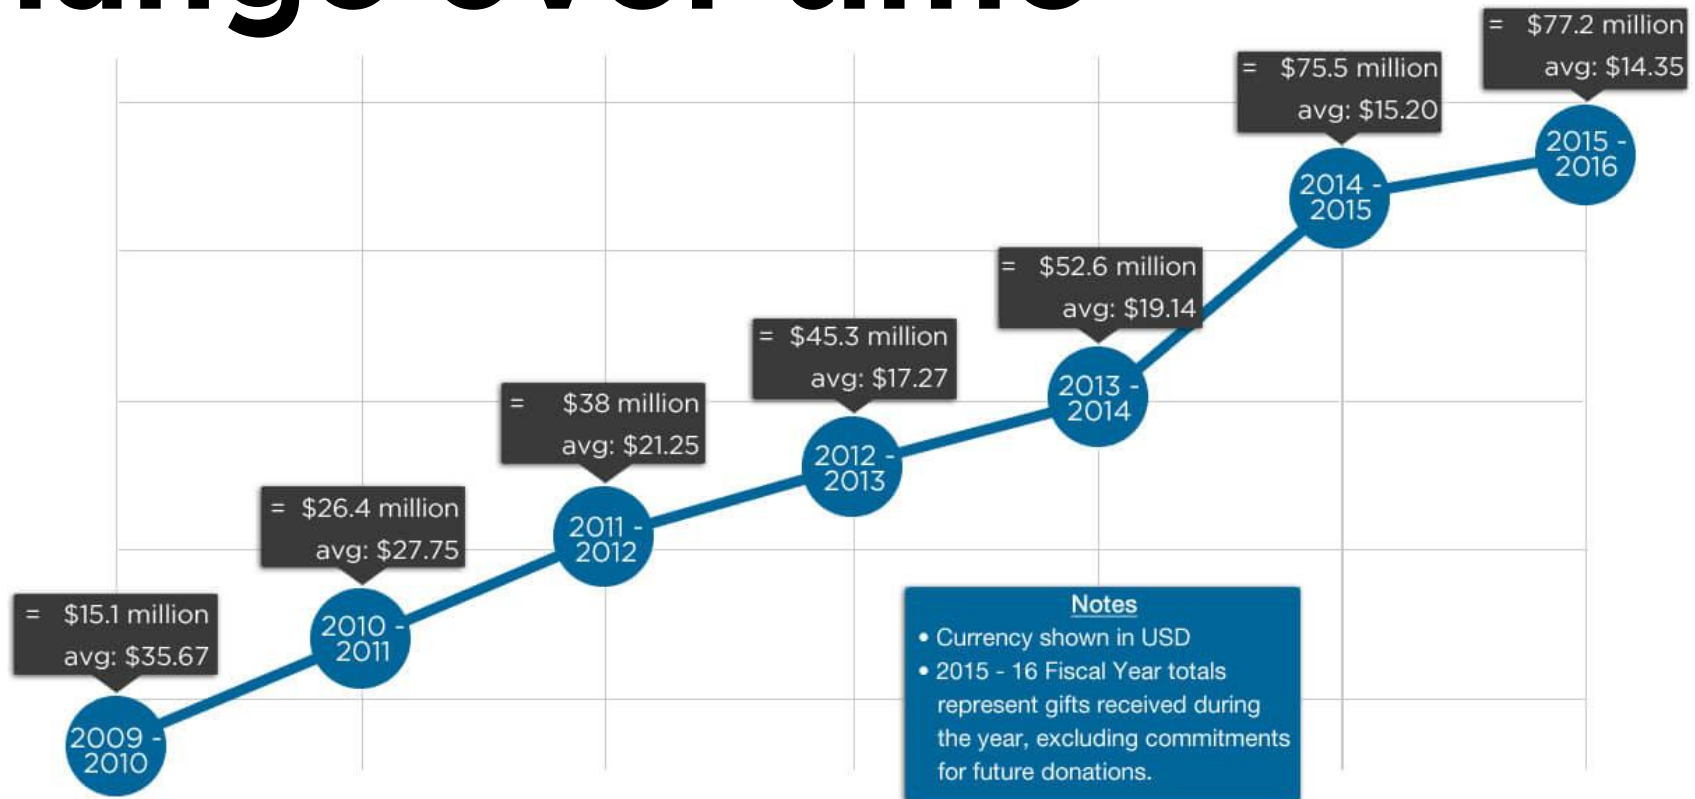 over time
= $77.2 million
avg: $14.35
= $75.5 million
avg: $15.20
2015 -
2016
2014 -
2015
= $52.6 million
avg: $19.14
= $45.3 million
avg: $17.27
2013 -
2014
= $38 million
avg: $21.25
2012 -
2013
= $26.4 million
avg: $27.75
2011 -
2012
= $15.1 million
avg: $35.67
2010 -
2011
2009 -
2010
Notes
• Currency shown in USD
• 2015 - 16 Fiscal Year totals
represent gifts received during
the year, excluding commitments
for future donations.